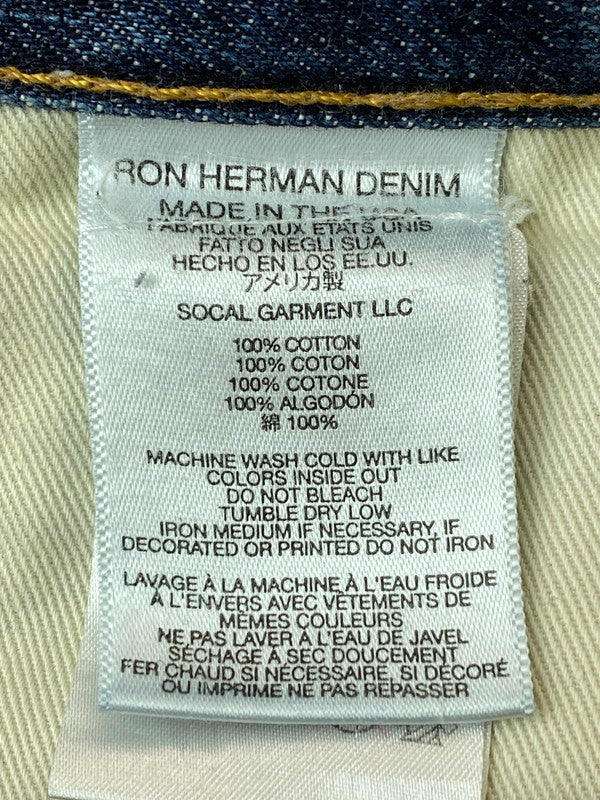 RON HERMAN DENIM
MADE IN THE USA
FABRIQUÉ AUX ETATS UNIS
FATTO NEGLI SUA
HECHO EN LOS EE.UU.
アメリカ製
SOCAL GARMENT LLC
100% COTTON
100% COTON
100% COTONE
100% ALGODÓN
綿 100%
MACHINE WASH COLD WITH LIKE
COLORS INSIDE OUT
DO NOT BLEACH
TUMBLE DRY LOW
IRON MEDIUM IF NECESSARY, IF
DECORATED OR PRINTED DO NOT IRON
LAVAGE À LA MACHINE À L'EAU FROIDE
À L'ENVERS AVEC VÊTEMENTS DE
MÊMES COULEURS
NE PAS LAVER À L'EAU DE JAVEL
SÉCHAGE À SEC DOUCEMENT
FER CHAUD SI NÉCESSAIRE, SI DÉCORÉ
OU IMPRIME NE PAS REPASSER